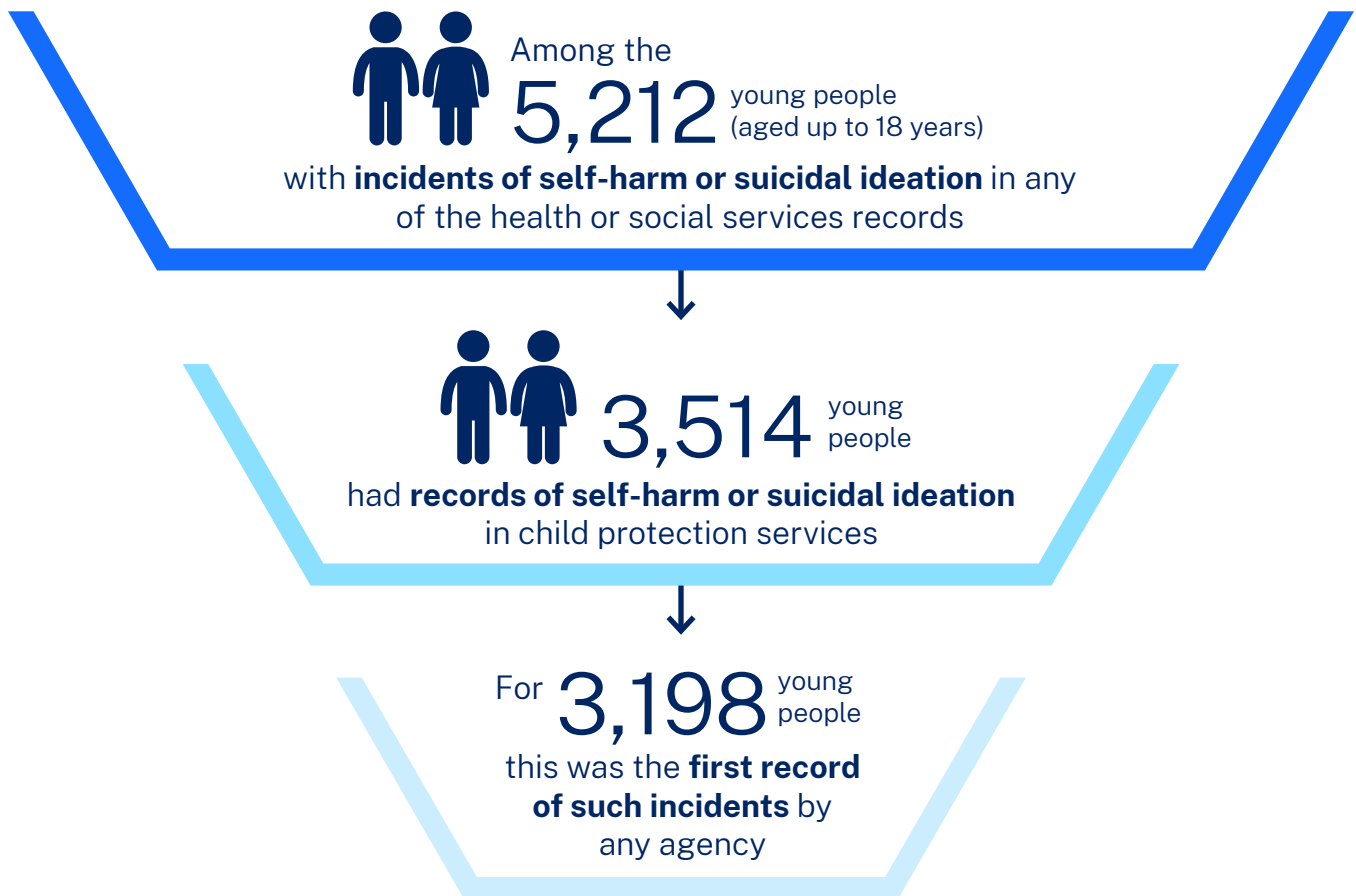 Among the
5,212 young people
(aged up to 18 years)
with incidents of self-harm or suicidal ideation in any
of the health or social services records
3,514 young
people
had records of self-harm or suicidal ideation
in child protection services
For 3,198 young
people
this was the first record
of such incidents by
any agency